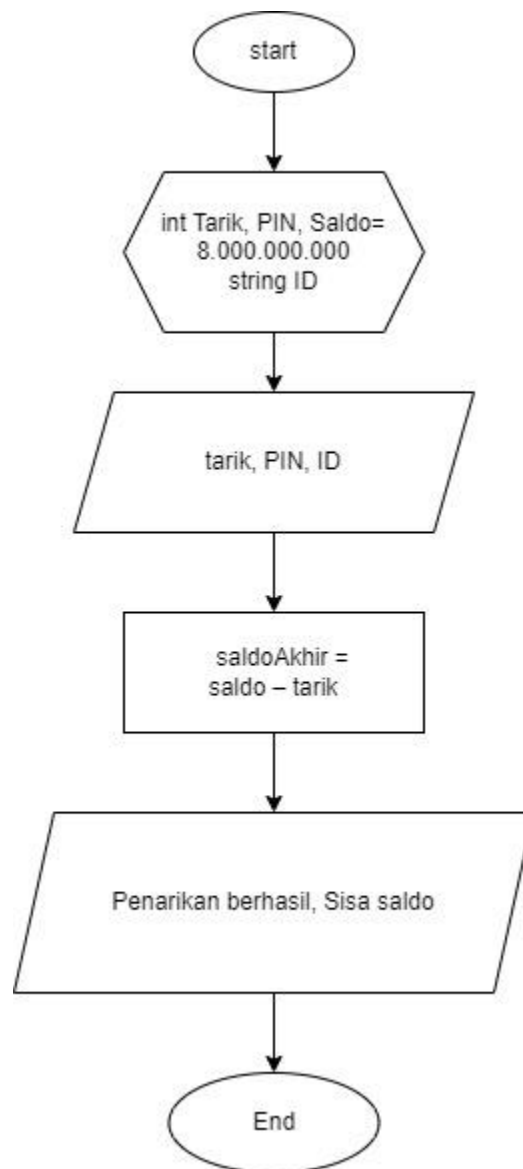 start
int Tarik, PIN, Saldo=
8.000.000.000
string ID
tarik, PIN, ID
saldoAkhir =
saldo – tarik
Penarikan berhasil, Sisa saldo
End